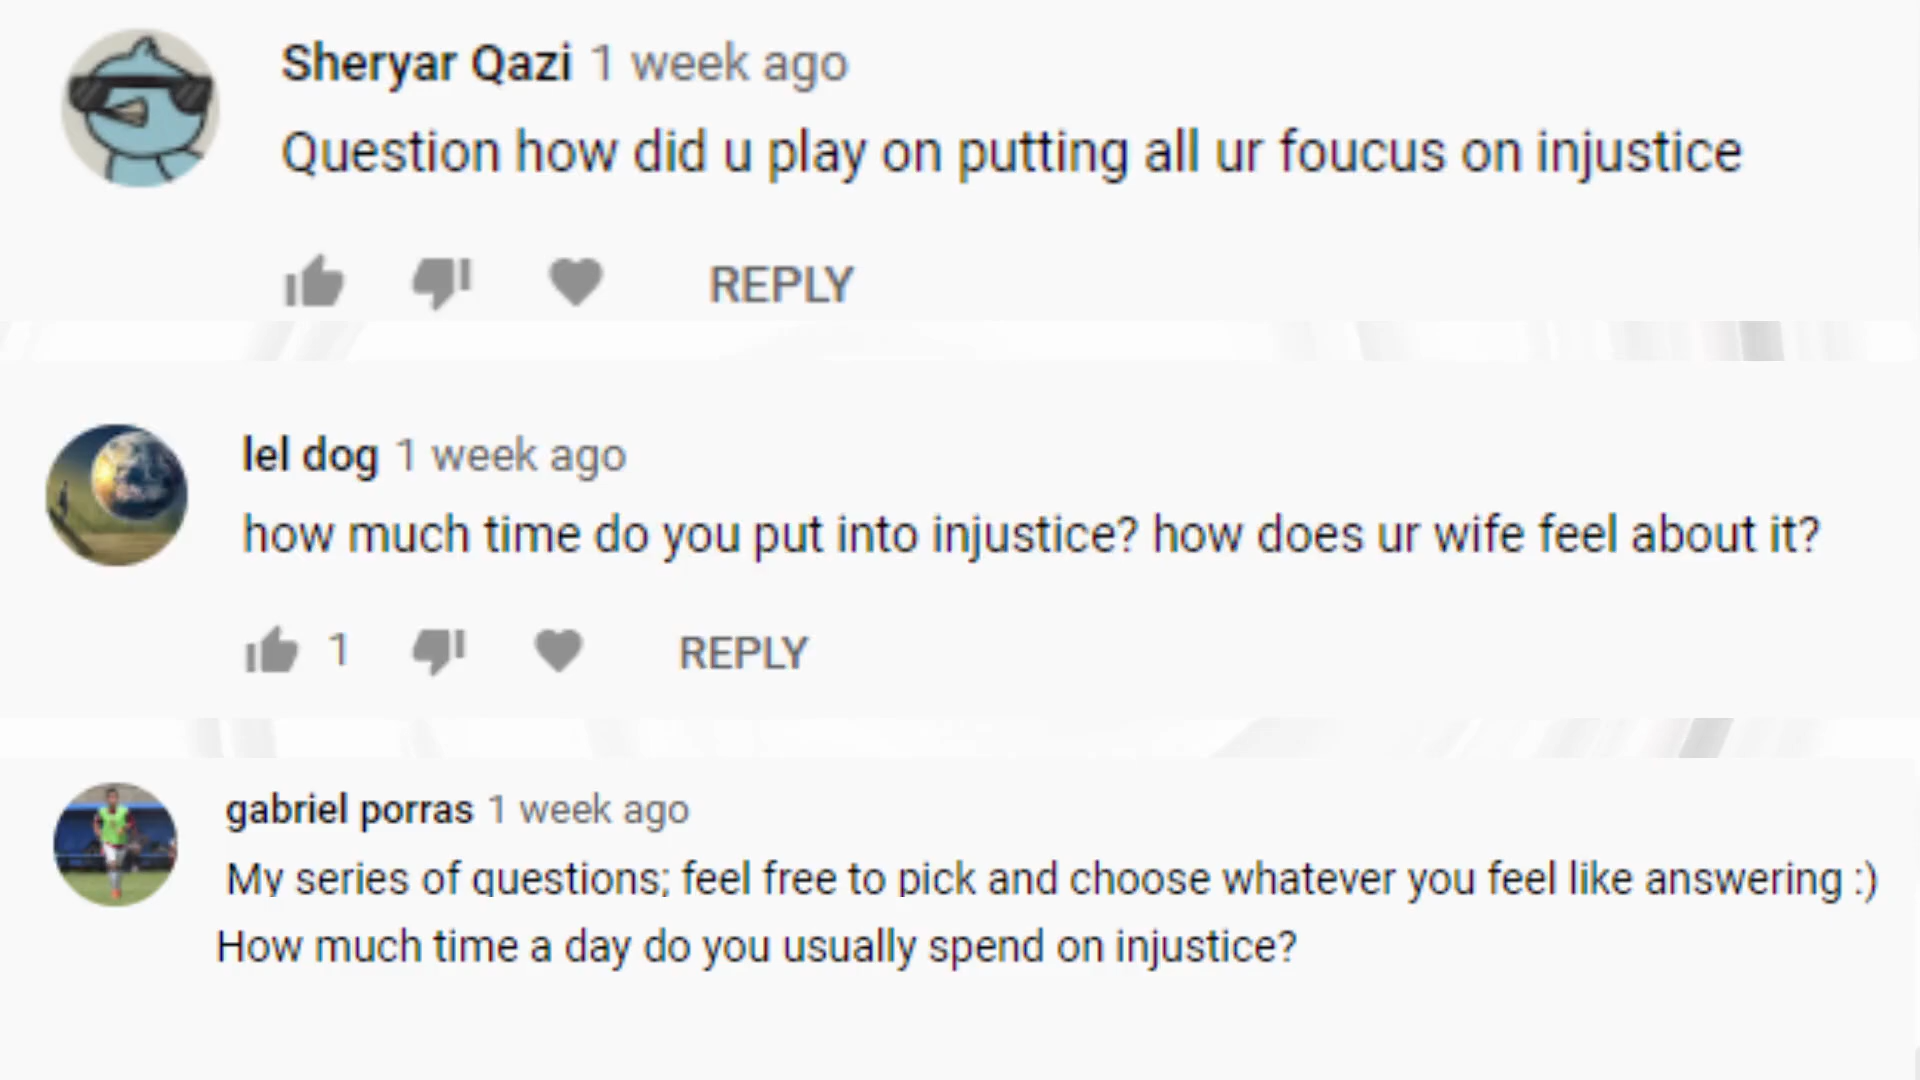 Sheryar Qazi 1 week ago
Question how did u play on putting all ur foucus on injustice
REPLY
lel dog 1 week ago
how much time do you put into injustice? how does ur wife feel about it?
1 REPLY
gabriel porras 1 week ago
My series of questions; feel free to pick and choose whatever you feel like answering :)
How much time a day do you usually spend on injustice?